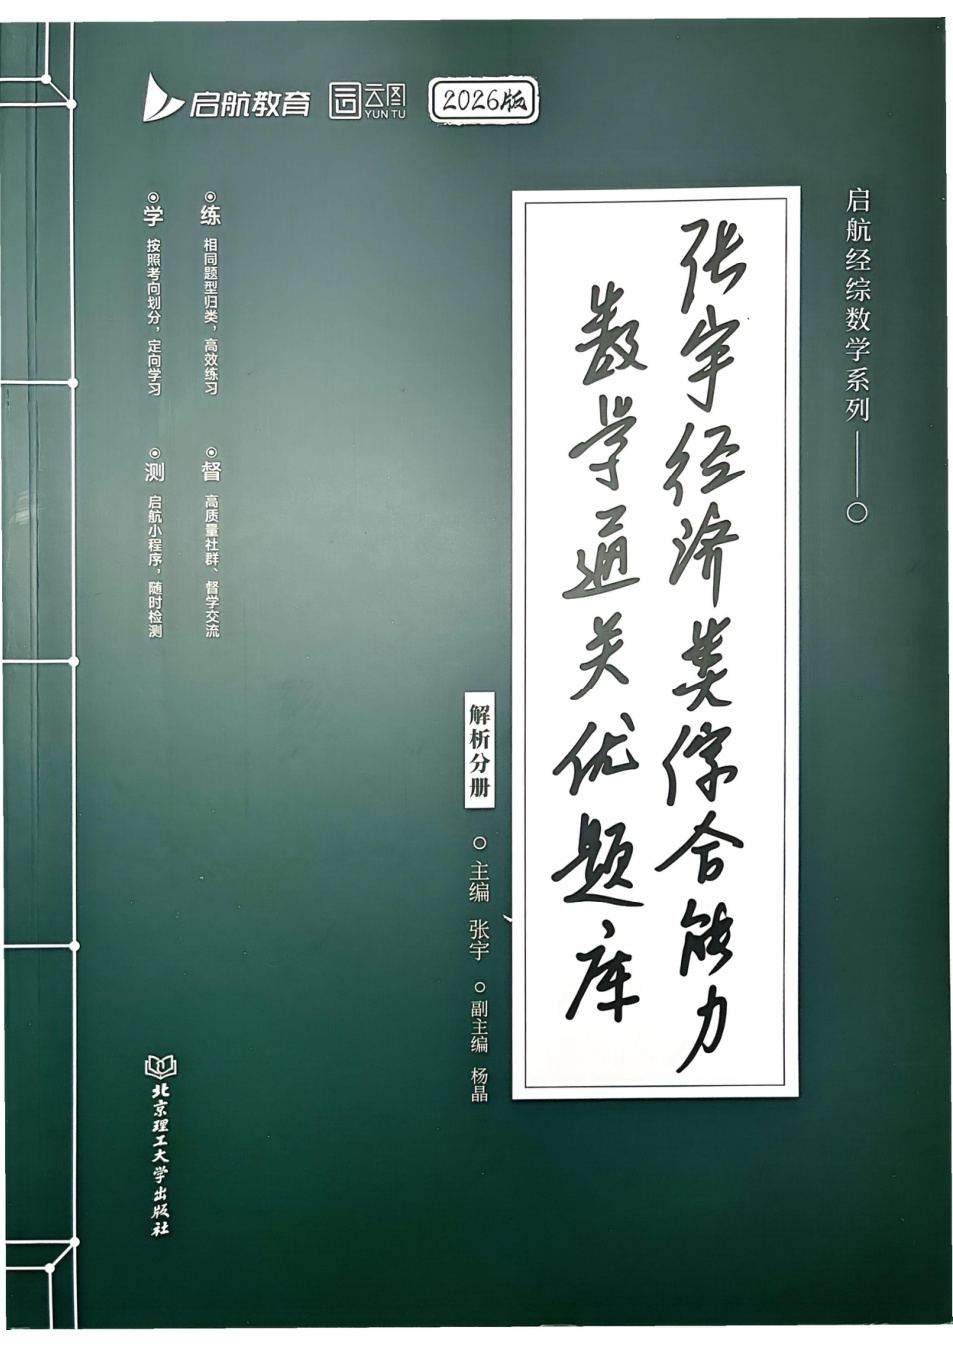 启航教育
云图
YUN TU
2026版
启航经综数学系列
张宇经济类综合能力
数学通关优题库
解析分册
主编 张宇
副主编 杨晶
练
相同题型归类，高效练习
学
按照考向划分，定向学习
督
高质量社群、督学交流
测
启航小程序，随时检测
北京理工大学出版社